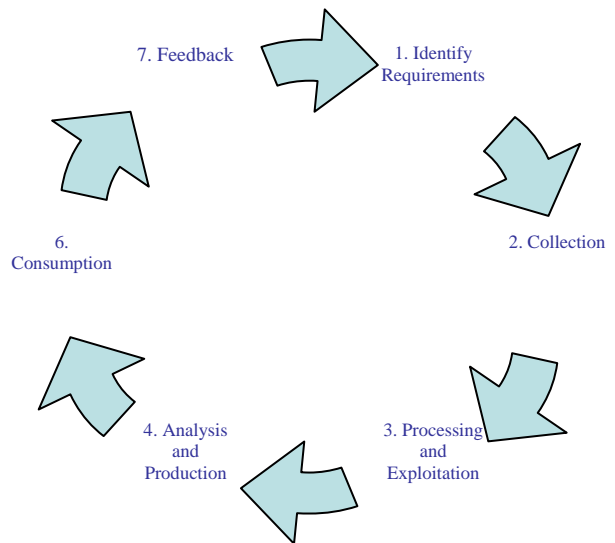 1. Identify
Requirements
2. Collection
3. Processing
and
Exploitation
4. Analysis
and
Production
6.
Consumption
7. Feedback